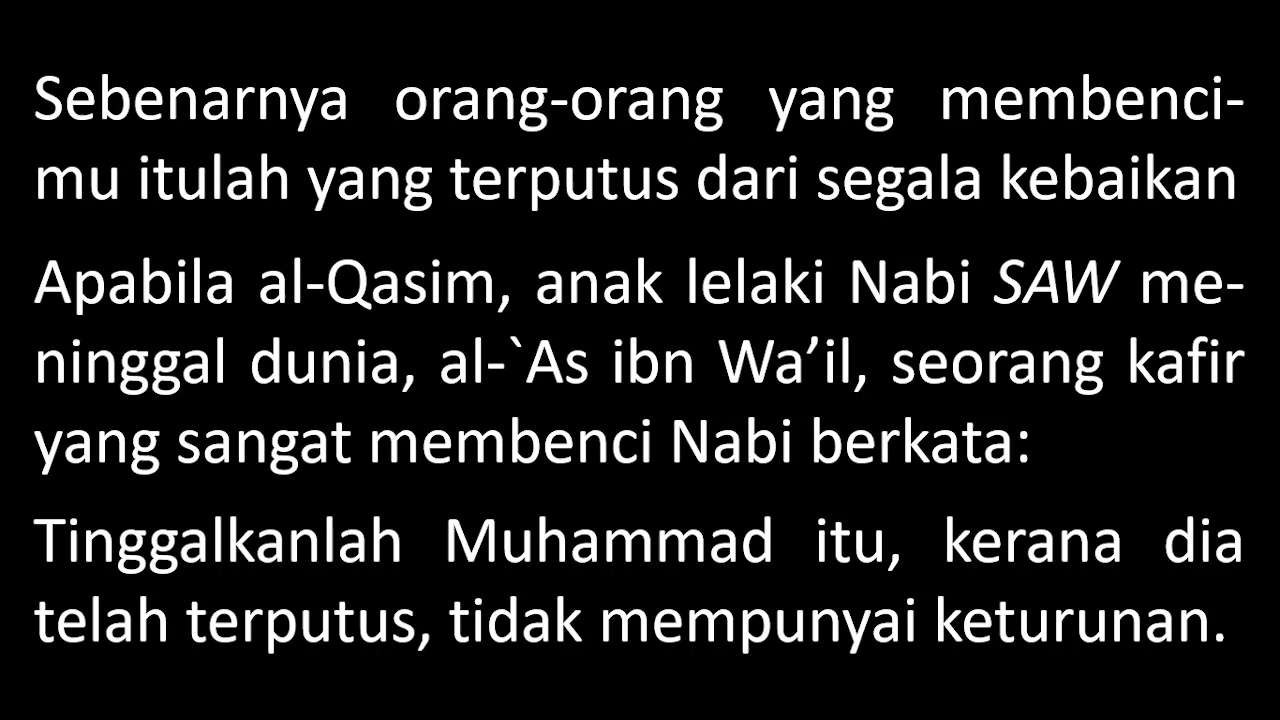 Sebenarnya orang-orang yang membenci-
mu itulah yang terputus dari segala kebaikan
Apabila al-Qasim, anak lelaki Nabi SAW me-
ninggal dunia, al-`As ibn Wa’il, seorang kafir
yang sangat membenci Nabi berkata:
Tinggalkanlah Muhammad itu, kerana dia
telah terputus, tidak mempunyai keturunan.